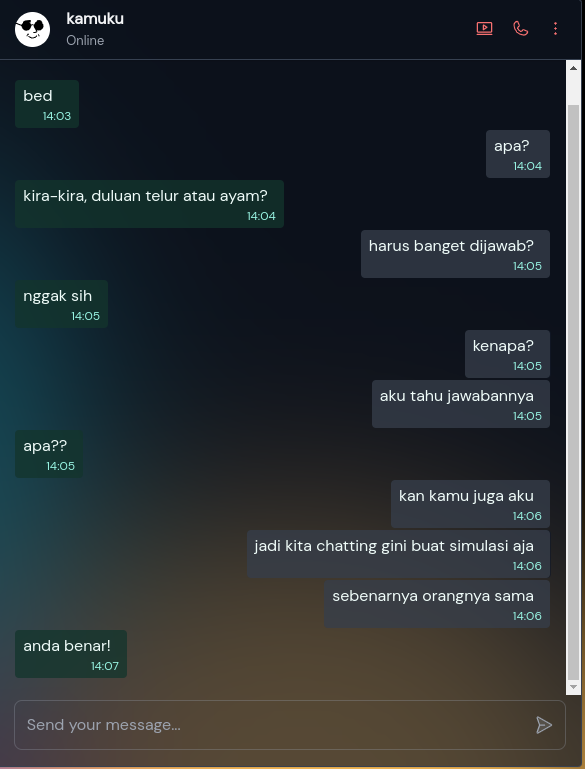 kamuku
Online
bed
14:03
apa?
14:04
kira-kira, duluan telur atau ayam?
14:04
harus banget dijawab?
14:05
nggak sih
14:05
kenapa?
14:05
aku tahu jawabannya
14:05
apa??
14:05
kan kamu juga aku
14:06
jadi kita chatting gini buat simulasi aja
14:06
sebenarnya orangnya sama
14:06
anda benar!
14:07
Send your message...